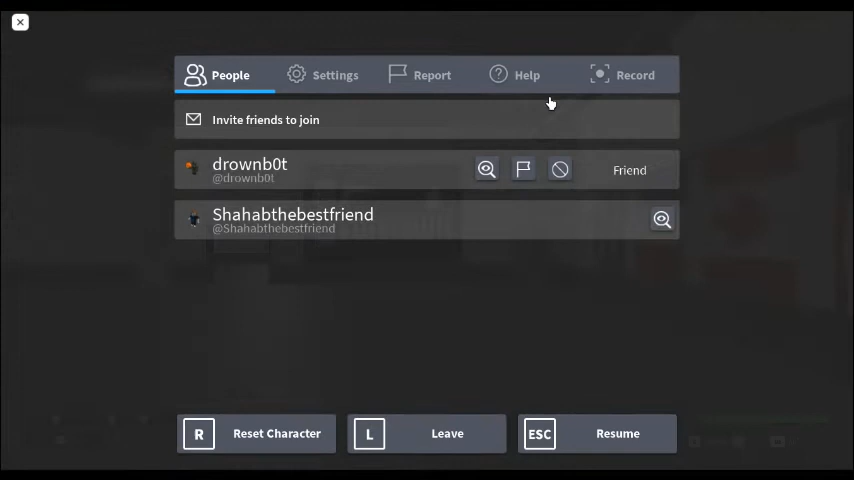 People
Settings
Report
Help
Record
Invite friends to join
drownb0t
@drownb0t
Friend
Shahabthebestfriend
@Shahabthebestfriend
R Reset Character
L Leave
ESC Resume